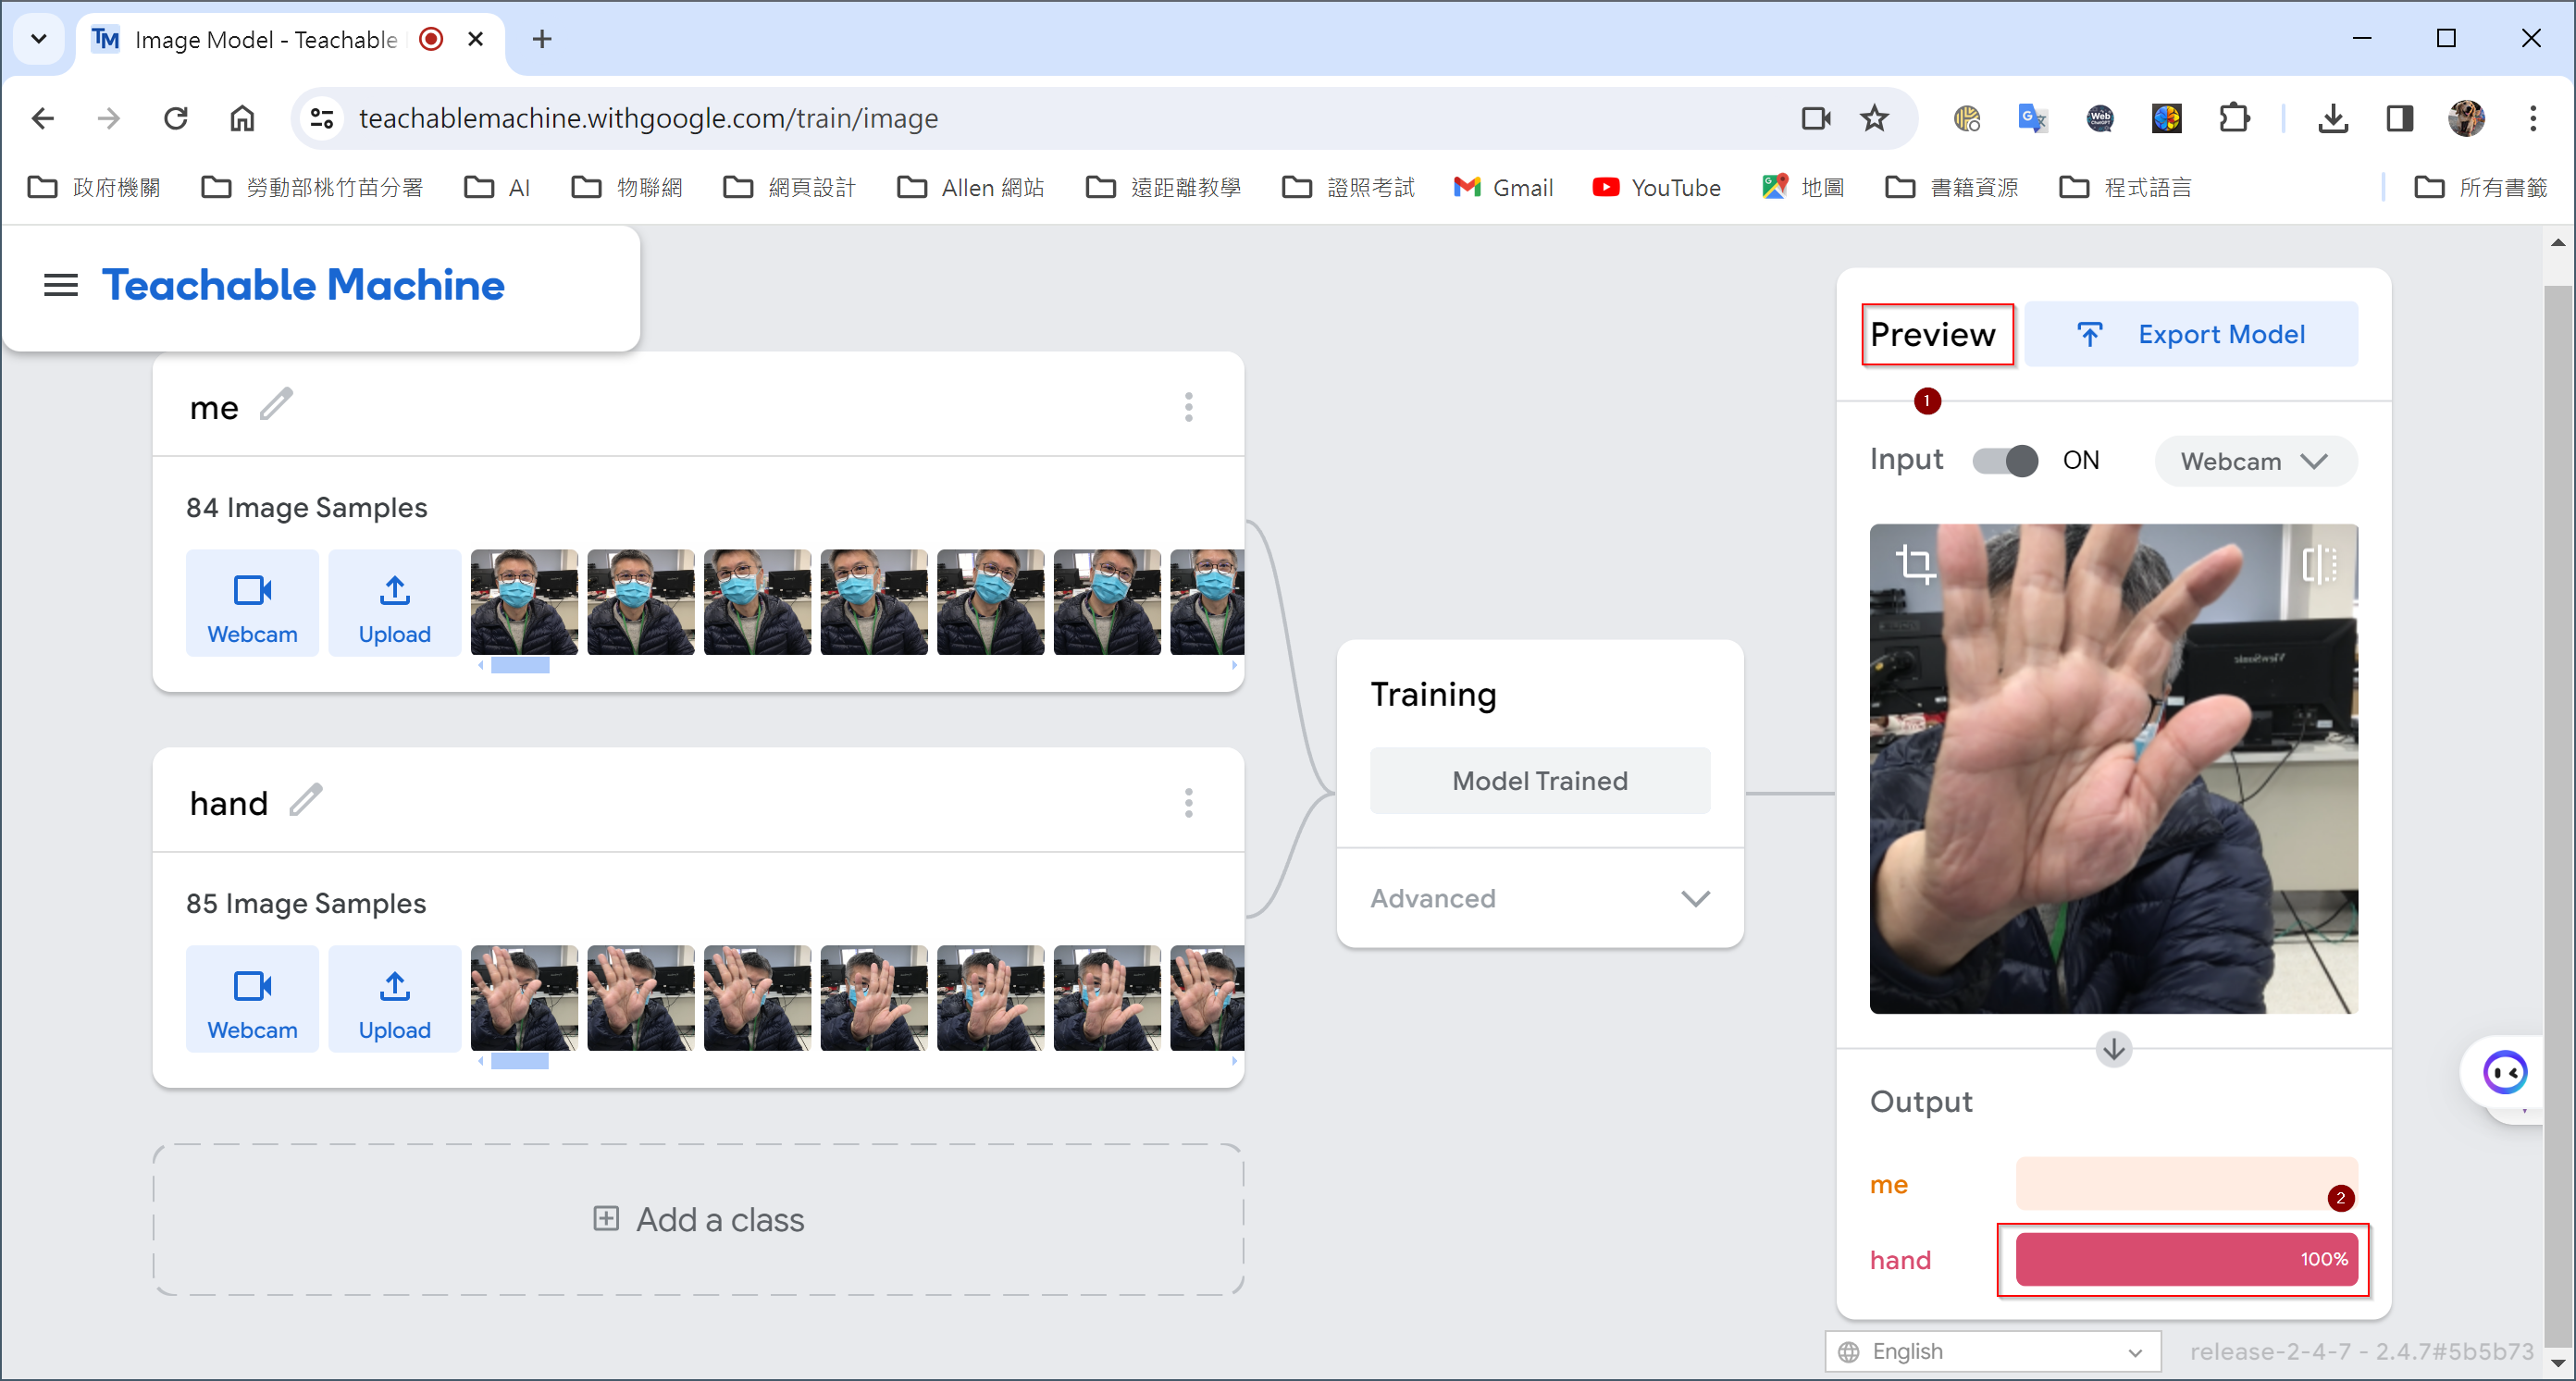 TM Image Model - Teachable
teachablemachine.withgoogle.com/train/image
政府機關 勞動部桃竹苗分署 AI 物聯網 網頁設計 Allen 網站 遠距離教學 證照考試 Gmail YouTube 地圖 書籍資源 程式語言 所有書籤
Teachable Machine
me
84 Image Samples
Webcam Upload
hand
85 Image Samples
Webcam Upload
Add a class
Training
Model Trained
Advanced
Preview Export Model
1
Input ON Webcam
ViewSonic
Output
me
2
hand 100%
English release-2-4-7 - 2.4.7#5b5b73